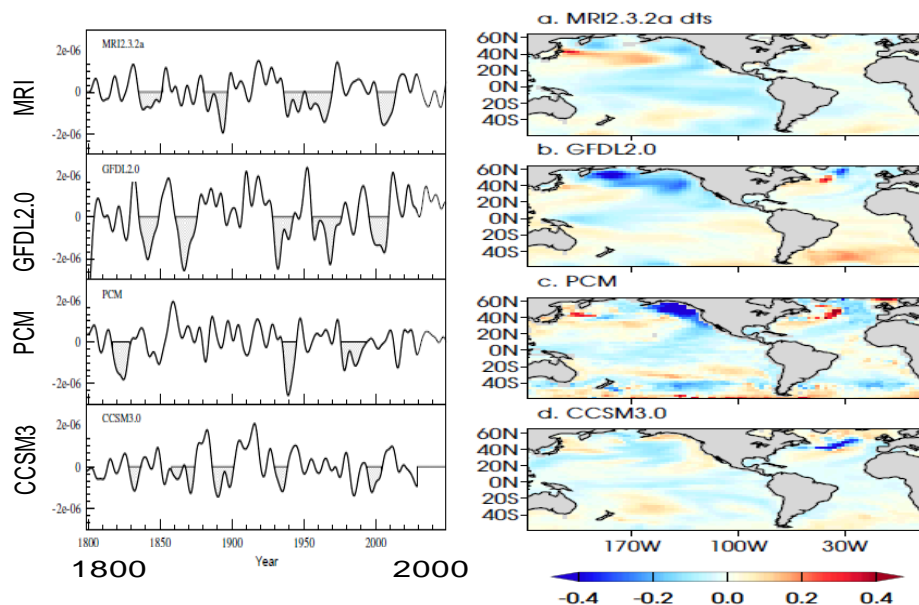 MRI
2e-06
0
-2e-06
MRI2.3.2a
GFDL2.0
2e-06
0
-2e-06
GFDL2.0
PCM
2e-06
0
-2e-06
PCM
CCSM3
2e-06
0
-2e-06
CCSM3.0
1800 1850 1900 1950 2000
Year
1800 2000
a. MRI2.3.2a dts
60N
40N
20N
0N
20S
40S
b. GFDL2.0
60N
40N
20N
0N
20S
40S
c. PCM
60N
40N
20N
0N
20S
40S
d. CCSM3.0
60N
40N
20N
0N
20S
40S
170W 100W 30W
-0.4 -0.2 0.0 0.2 0.4